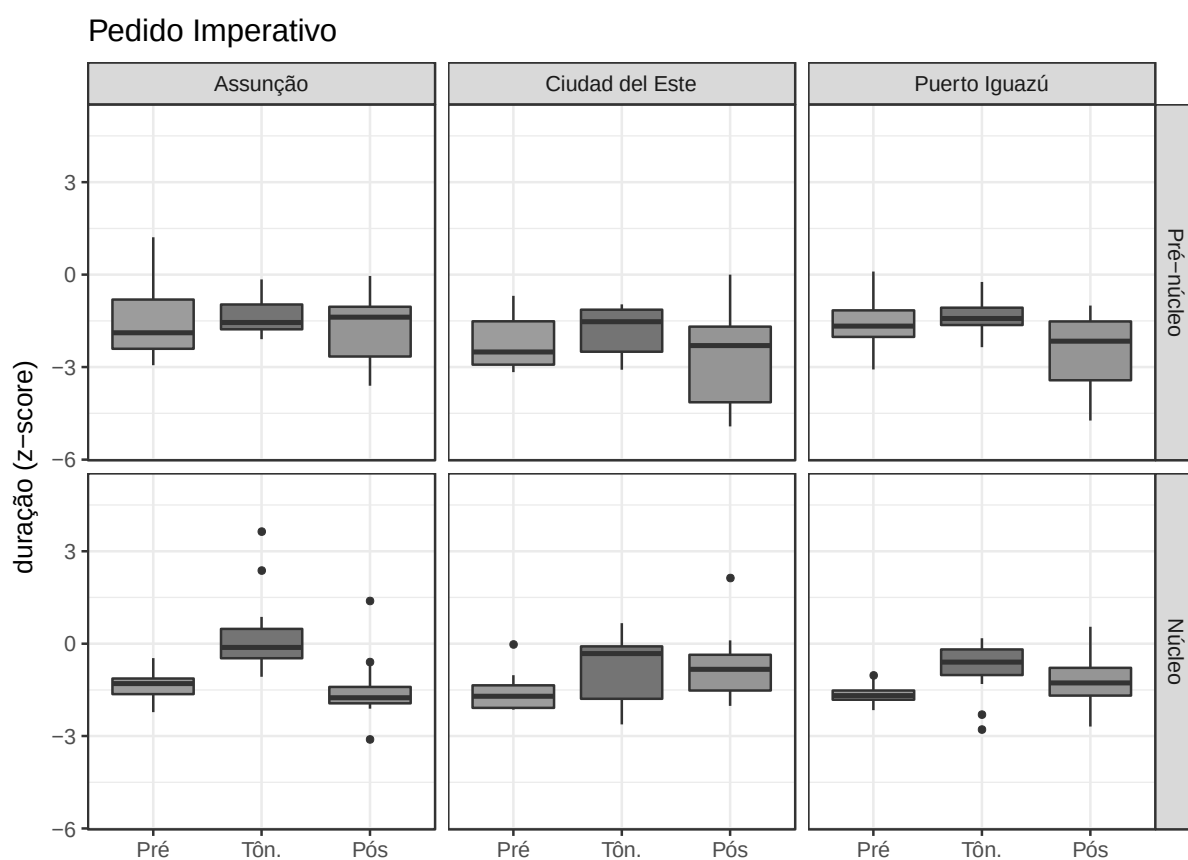 Pedido Imperativo
Assunção
Ciudad del Este
Puerto Iguazú
3
0
−3
−6
Pré−núcleo
3
0
−3
−6
Núcleo
duração (z−score)
Pré
Tôn.
Pós
Pré
Tôn.
Pós
Pré
Tôn.
Pós